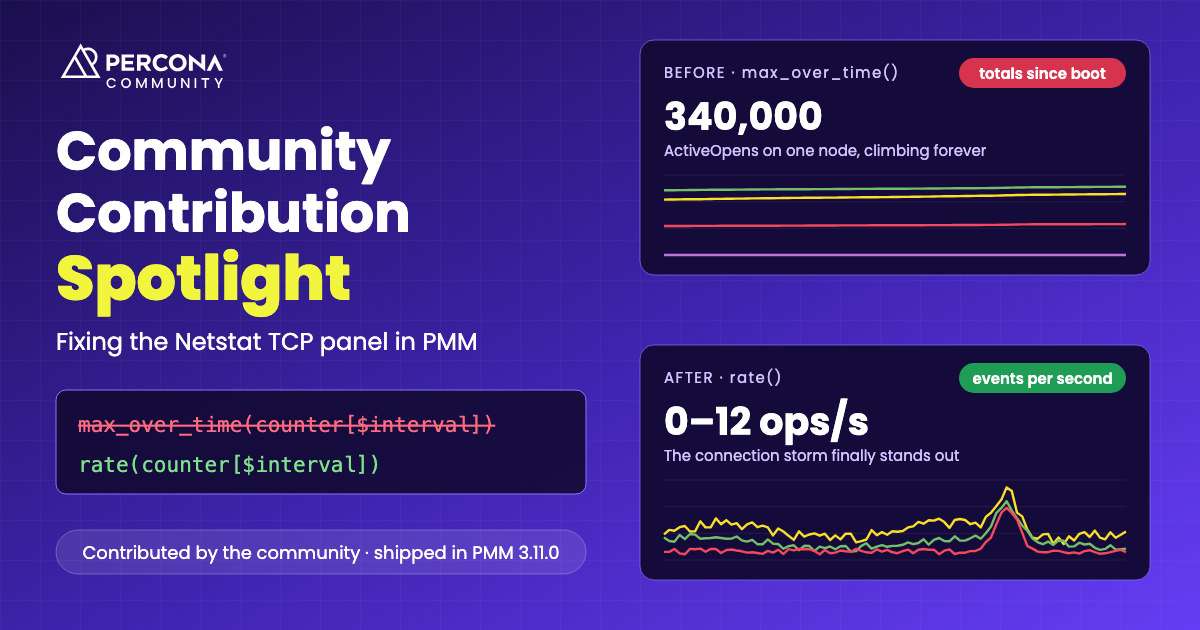 PERCONA
COMMUNITY
Community
Contribution
Spotlight
Fixing the Netstat TCP panel in PMM
max_over_time(counter[$interval])
rate(counter[$interval])
Contributed by the community · shipped in PMM 3.11.0
BEFORE · max_over_time()
totals since boot
340,000
ActiveOpens on one node, climbing forever
AFTER · rate()
events per second
0–12 ops/s
The connection storm finally stands out